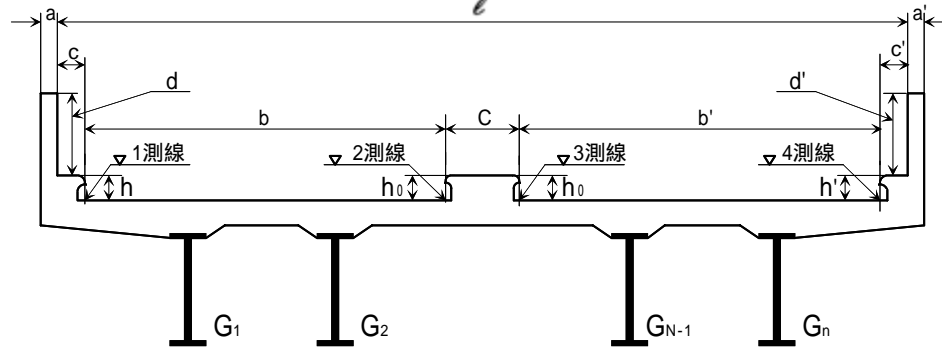 ℓ
a a'
c c'
d d'
b C b'
▽ 1測線 ▽ 2測線 ▽ 3測線 ▽ 4測線
h h0 h0 h'
G1 G2 GN-1 Gn